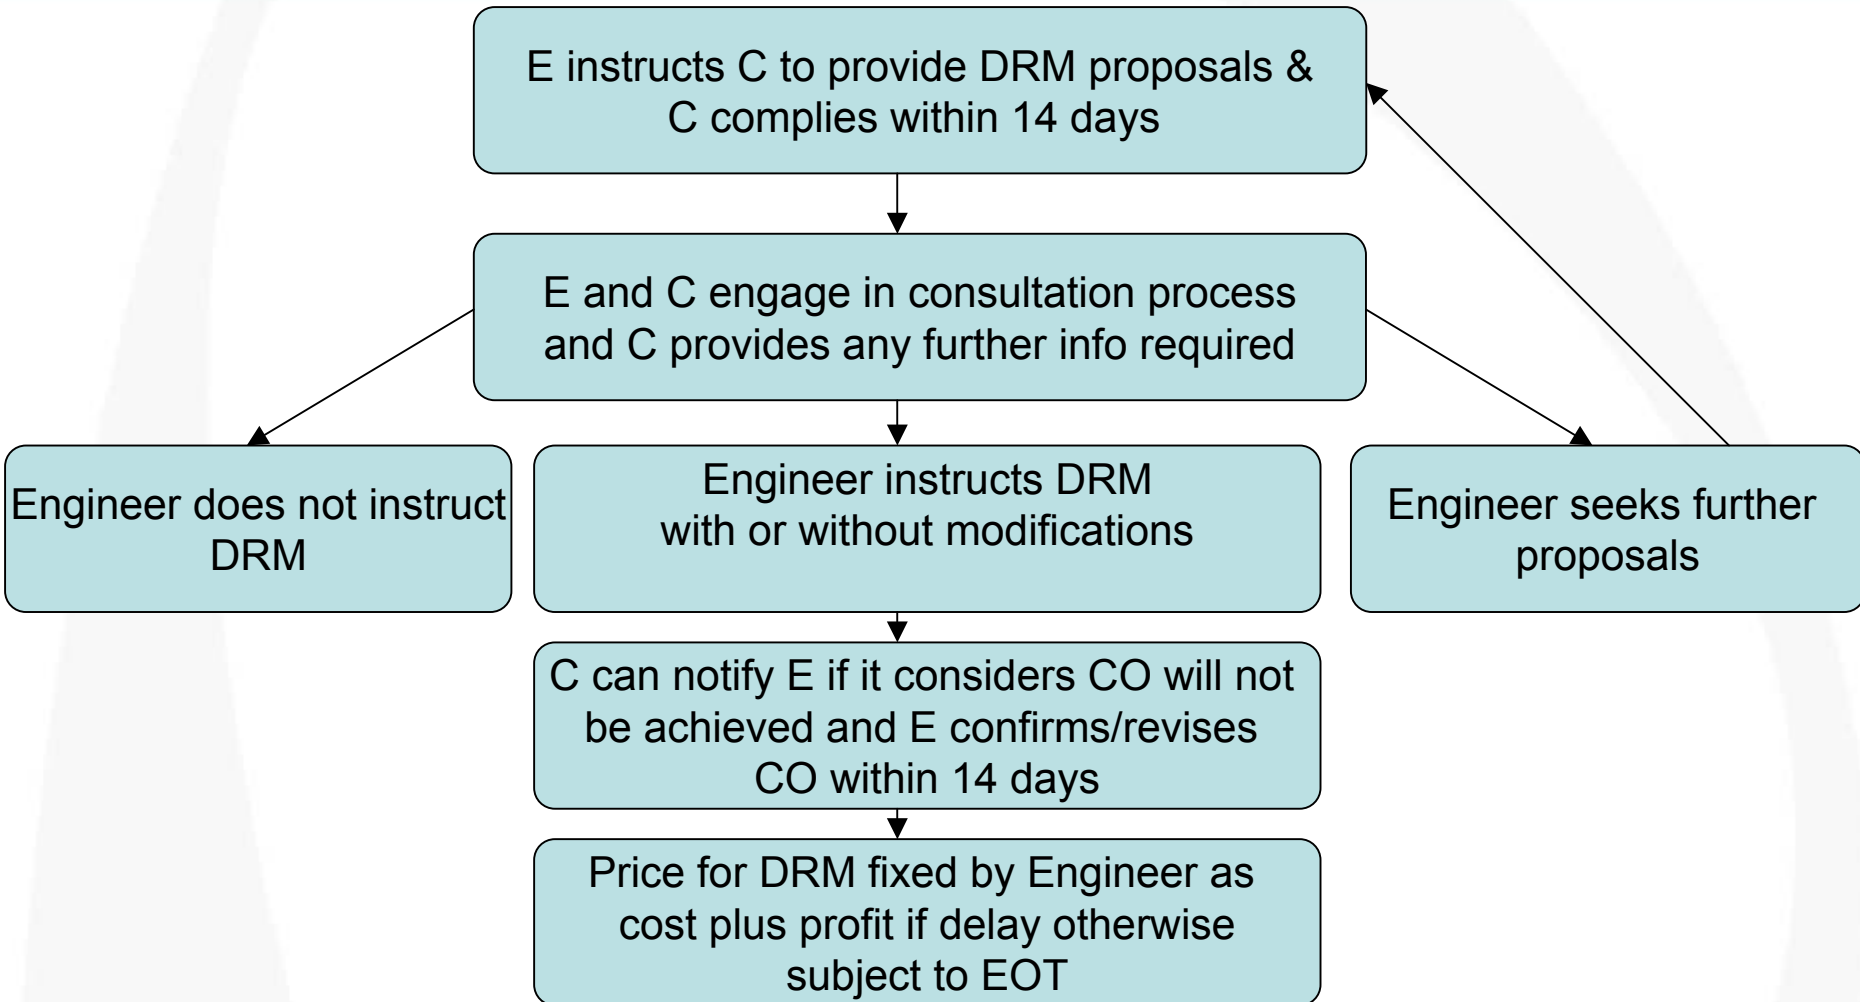 E instructs C to provide DRM proposals &
C complies within 14 days
E and C engage in consultation process
and C provides any further info required
Engineer does not instruct
DRM
Engineer instructs DRM
with or without modifications
Engineer seeks further
proposals
C can notify E if it considers CO will not
be achieved and E confirms/revises
CO within 14 days
Price for DRM fixed by Engineer as
cost plus profit if delay otherwise
subject to EOT